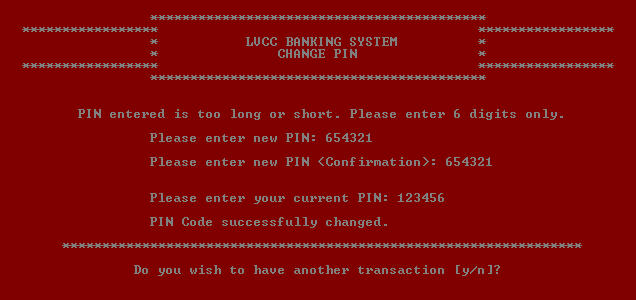 ******************************************
***************** *****************
* LVCC BANKING SYSTEM *
* CHANGE PIN *
***************** *****************
******************************************
PIN entered is too long or short. Please enter 6 digits only.
Please enter new PIN: 654321
Please enter new PIN <Confirmation>: 654321
Please enter your current PIN: 123456
PIN Code successfully changed.
*****************************************************************
Do you wish to have another transaction [y/n]?